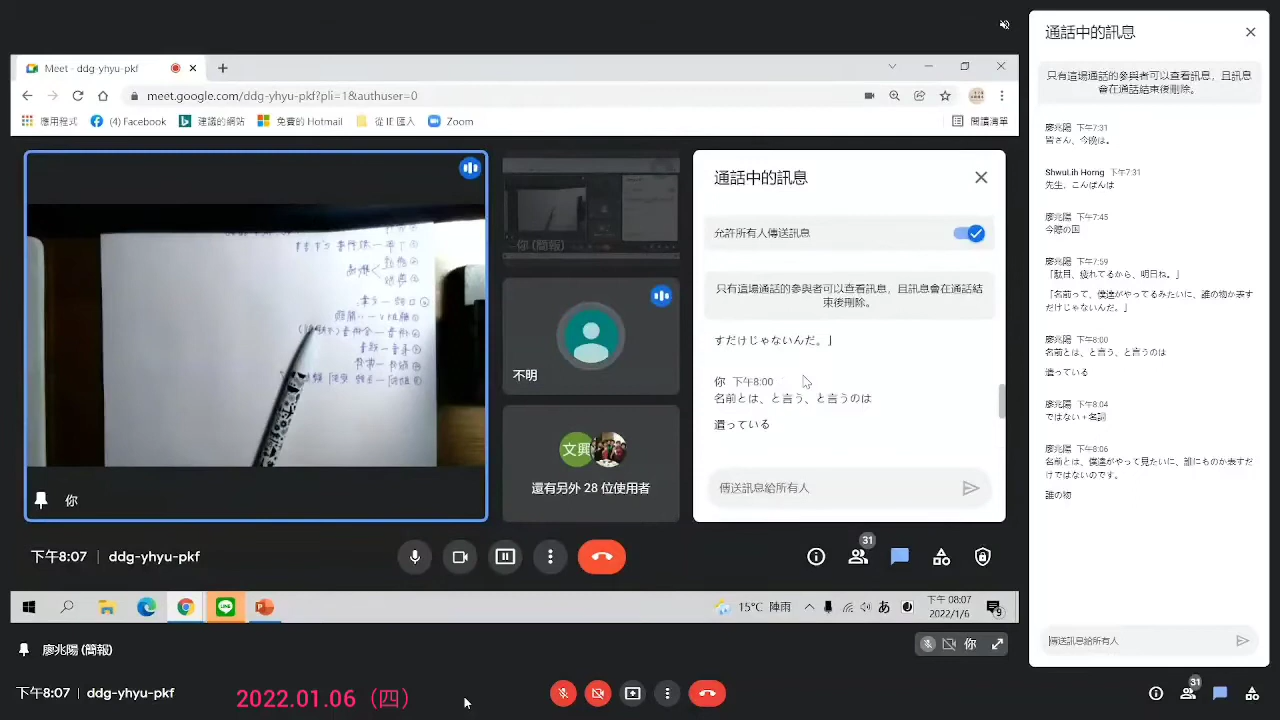 Meet - ddg-yhyu-pkf
meet.google.com/ddg-yhyu-pkf?pli=1&authuser=0
應用程式
(4) Facebook
建議的網站
免費的 Hotmail
從 IE 匯入
Zoom
閱讀清單
你
你 (簡報)
不明
文興
還有另外 28 位使用者
通話中的訊息
允許所有人傳送訊息
只有這場通話的參與者可以查看訊息，且訊息會在通話結
束後刪除。
すだけじゃないんだ。」
你 下午8:00
名前とは、と言う、と言うのは
違っている
傳送訊息給所有人
下午8:07 | ddg-yhyu-pkf
31
15°C 陣雨
あ
下午 08:07
2022/1/6
9
廖兆陽 (簡報)
你
下午8:07 | ddg-yhyu-pkf
2022.01.06（四）
通話中的訊息
只有這場通話的參與者可以查看訊息，且訊息
會在通話結束後刪除。
廖兆陽 下午7:31
皆さん、今晩は。
ShwuLih Horng 下午7:31
先生，こんばんは
廖兆陽 下午7:45
今際の国
廖兆陽 下午7:59
「駄目、疲れてるから、明日ね。」
「名前って、僕達がやってるみたいに、誰の物か表す
だけじゃないんだ。」
廖兆陽 下午8:00
名前とは、と言う、と言うのは
違っている
廖兆陽 下午8:04
ではない + 名詞
廖兆陽 下午8:06
名前とは、僕達がやって見たいに、誰にものか表すだ
けではないのです。
誰の物
傳送訊息給所有人
31